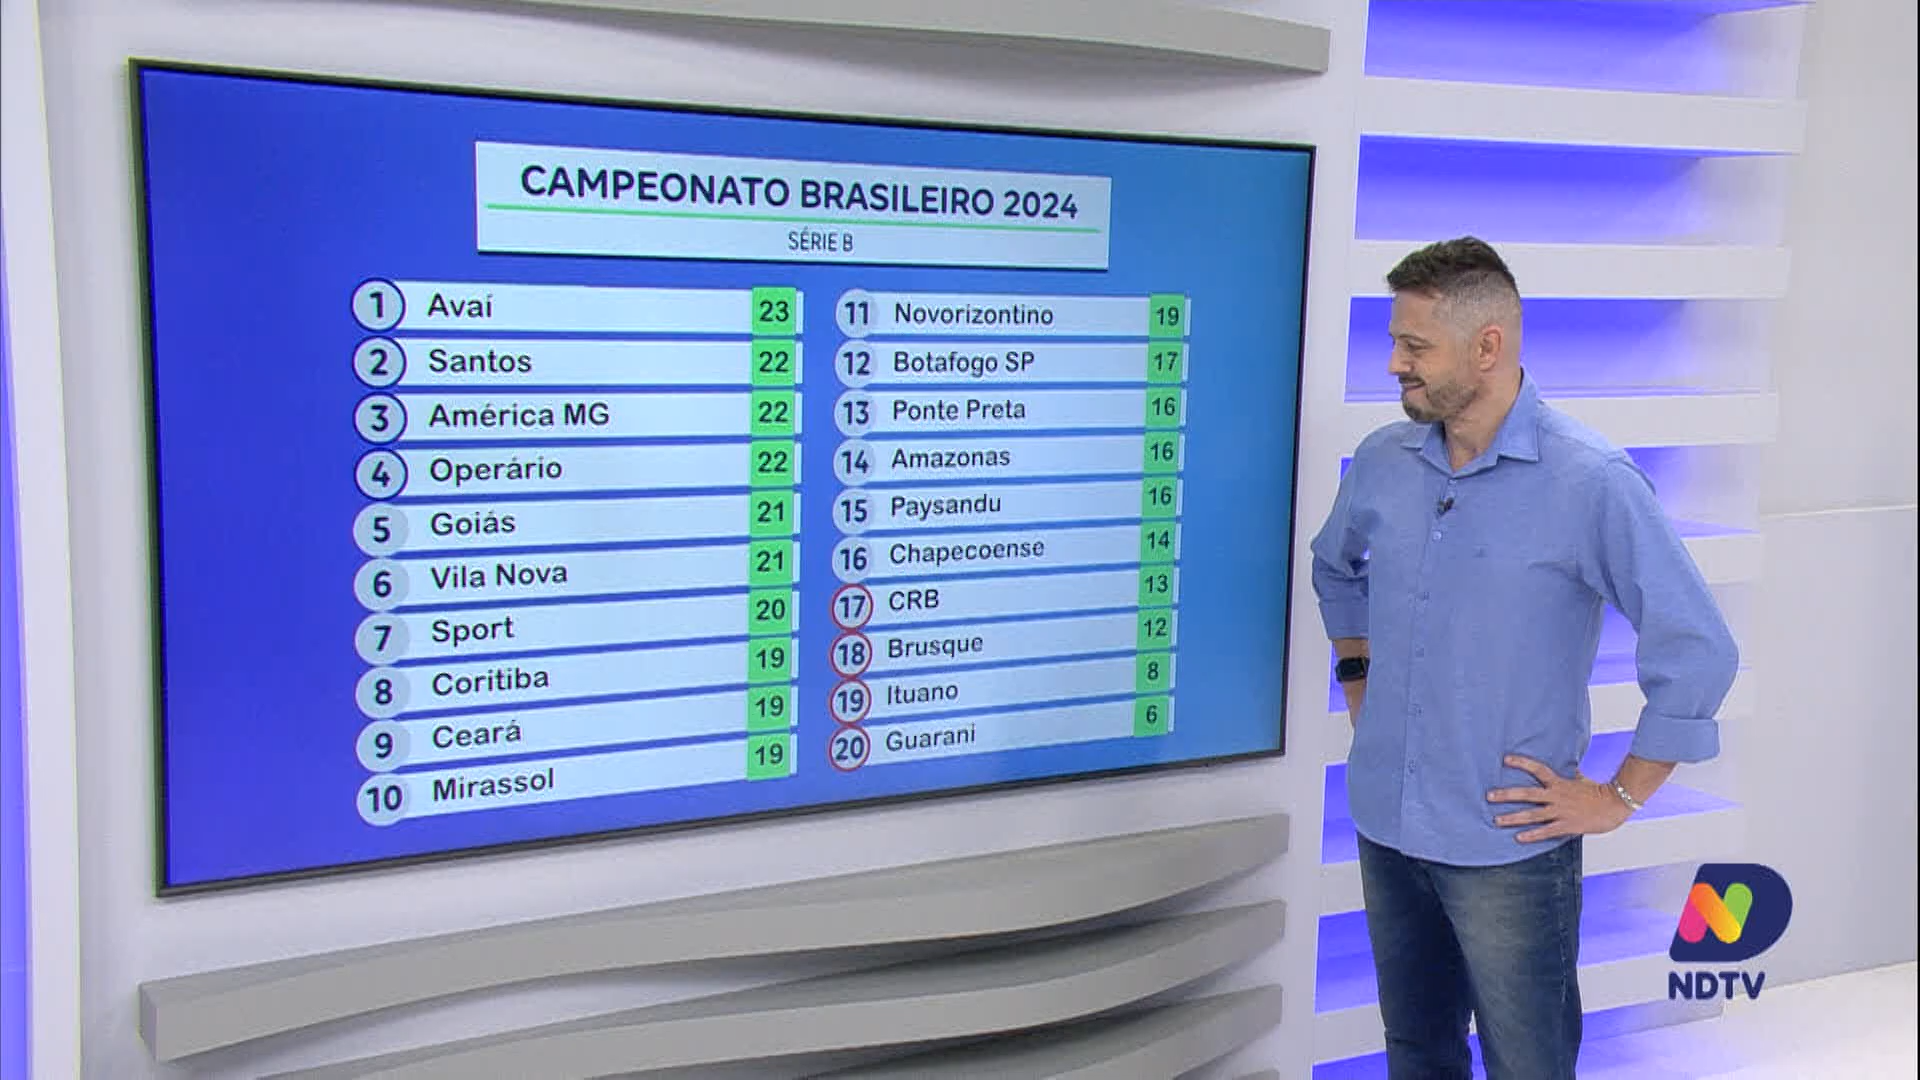 CAMPEONATO BRASILEIRO 2024
SÉRIE B
1 Avaí 23
2 Santos 22
3 América MG 22
4 Operário 22
5 Goiás 21
6 Vila Nova 21
7 Sport 20
8 Coritiba 19
9 Ceará 19
10 Mirassol 19
11 Novorizontino 19
12 Botafogo SP 17
13 Ponte Preta 16
14 Amazonas 16
15 Paysandu 16
16 Chapecoense 14
17 CRB 13
18 Brusque 12
19 Ituano 8
20 Guarani 6
NDTV